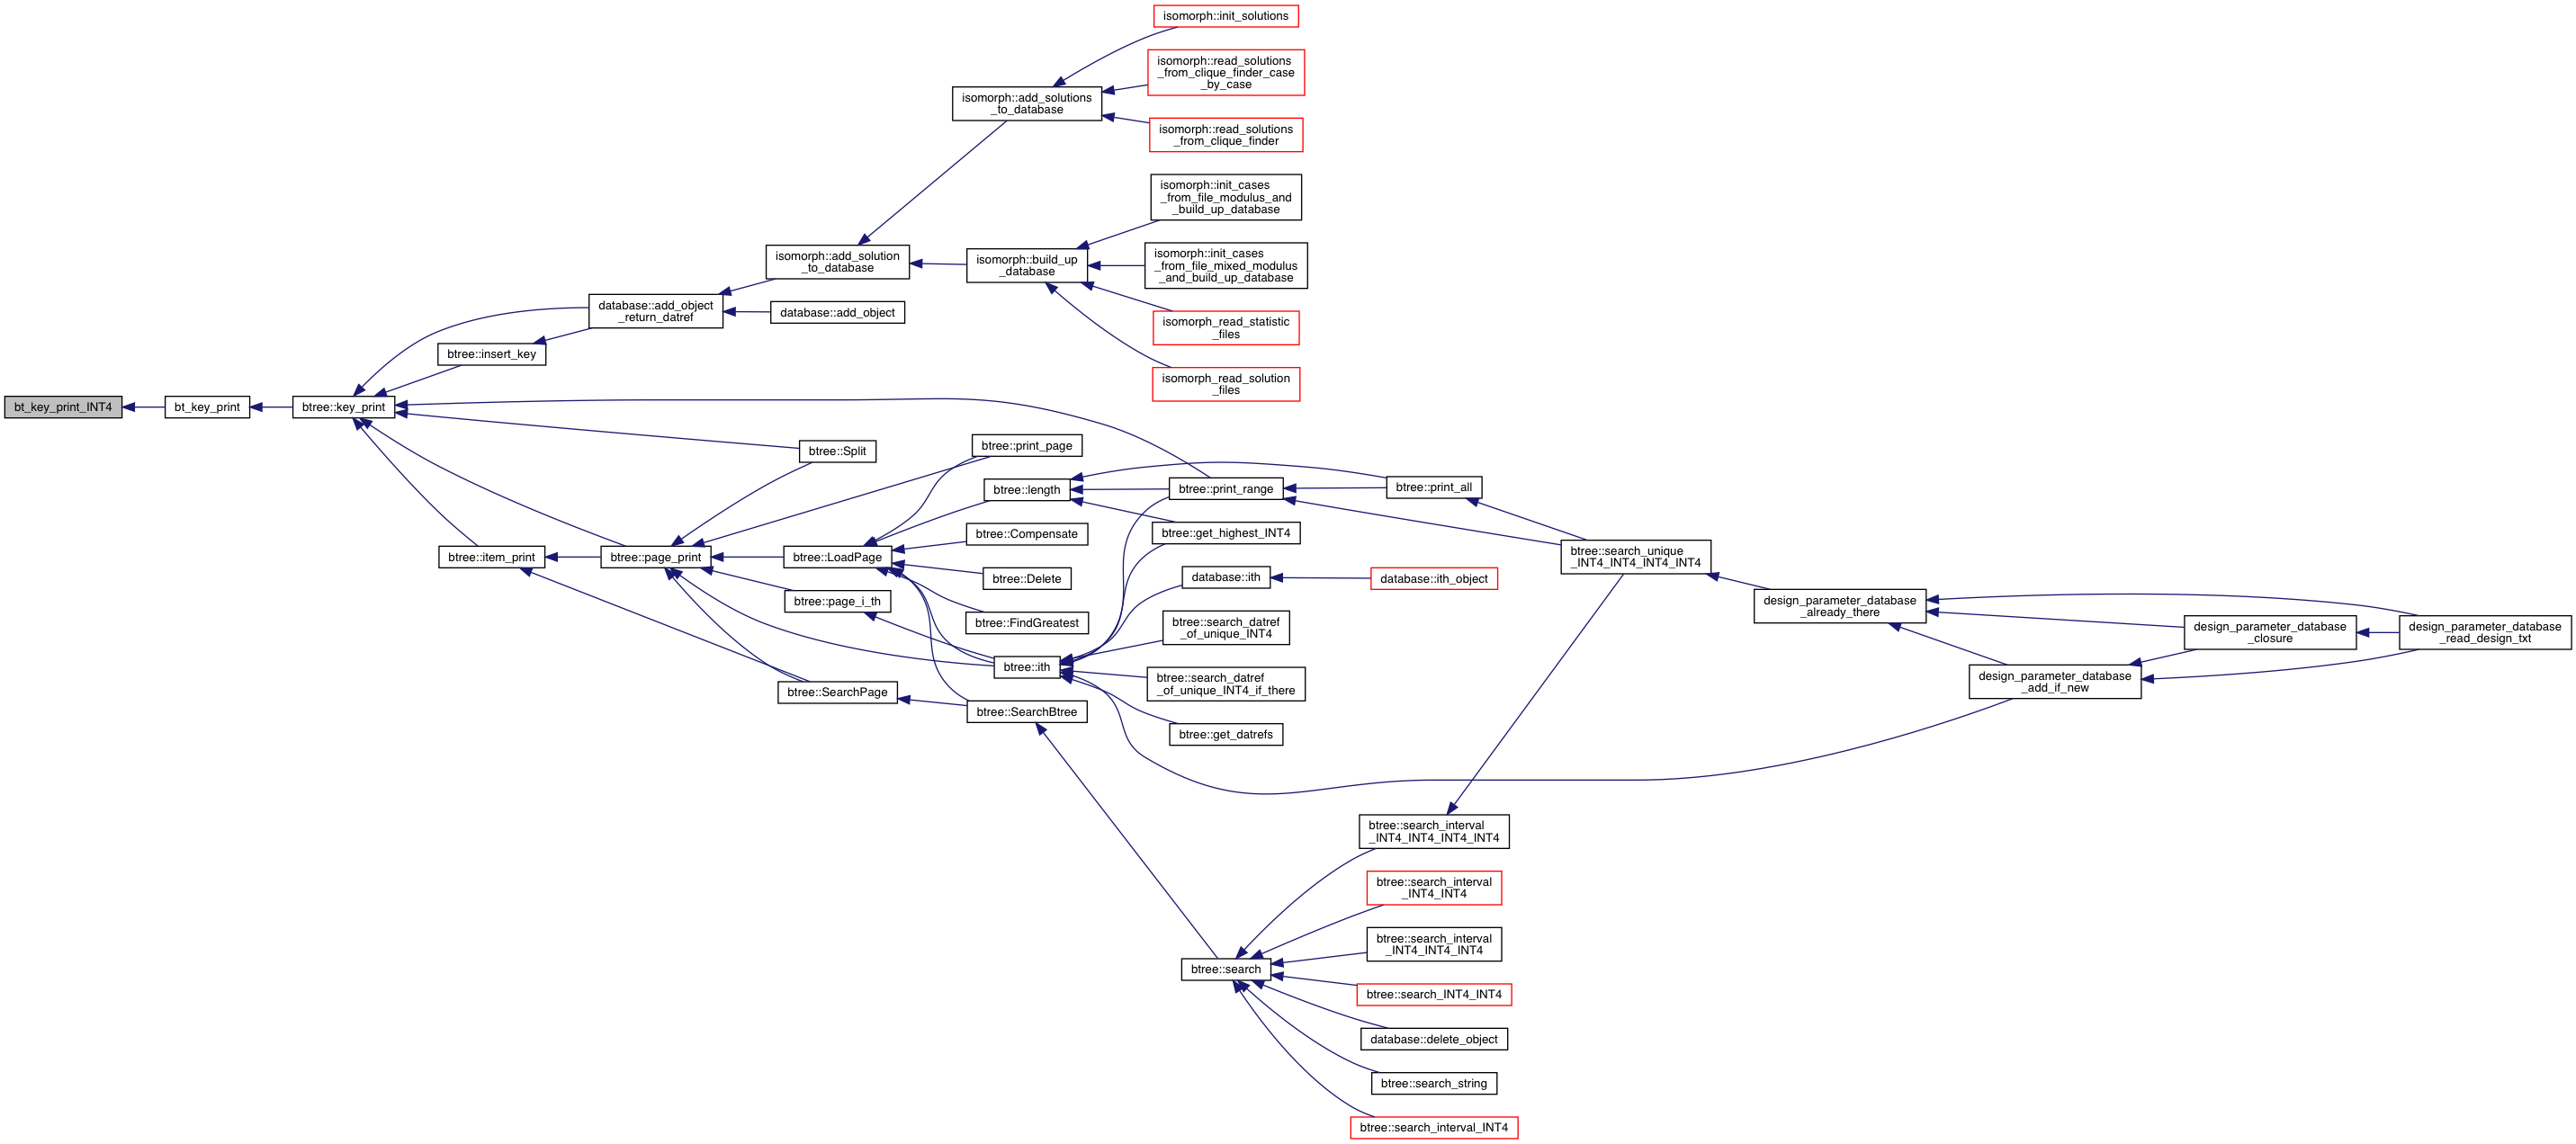 isomorph::init_solutions
isomorph::read_solutions
_from_clique_finder_case
_by_case
isomorph::add_solutions
_to_database
isomorph::read_solutions
_from_clique_finder
isomorph::init_cases
_from_file_modulus_and
_build_up_database
isomorph::add_solution
_to_database
isomorph::build_up
_database
isomorph::init_cases
_from_file_mixed_modulus
_and_build_up_database
database::add_object
_return_datref
database::add_object
isomorph_read_statistic
_files
btree::insert_key
isomorph_read_solution
_files
bt_key_print_INT4
bt_key_print
btree::key_print
btree::Split
btree::print_page
btree::length
btree::print_range
btree::print_all
btree::Compensate
btree::get_highest_INT4
btree::item_print
btree::page_print
btree::LoadPage
btree::search_unique
_INT4_INT4_INT4_INT4
btree::Delete
database::ith
database::ith_object
btree::page_i_th
design_parameter_database
_already_there
btree::FindGreatest
btree::search_datref
_of_unique_INT4
design_parameter_database
_closure
design_parameter_database
_read_design_txt
btree::ith
btree::search_datref
_of_unique_INT4_if_there
design_parameter_database
_add_if_new
btree::SearchPage
btree::SearchBtree
btree::get_datrefs
btree::search_interval
_INT4_INT4_INT4_INT4
btree::search_interval
_INT4_INT4
btree::search_interval
_INT4_INT4_INT4
btree::search
btree::search_INT4_INT4
database::delete_object
btree::search_string
btree::search_interval_INT4